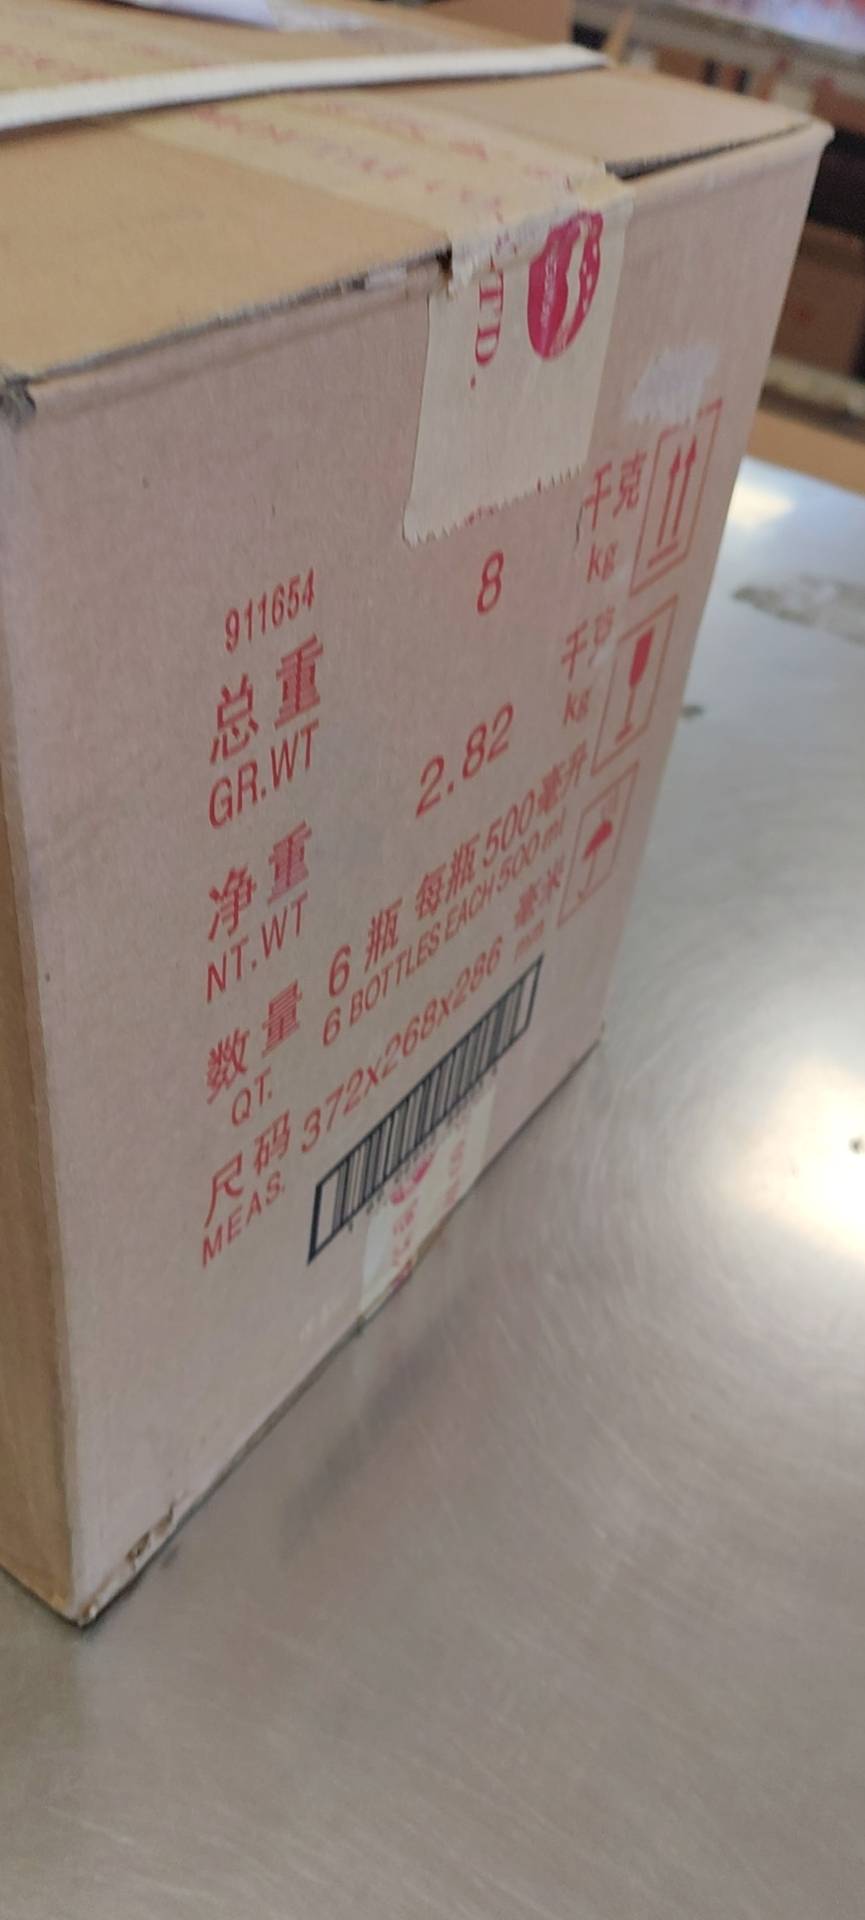 LTD.
911654
总重 8 千克
GR.WT kg
净重 2.82 千克
NT.WT kg
数量 6 瓶 每瓶 500 毫升
QT. 6 BOTTLES EACH 500 ml
尺码 372x268x286 毫米
MEAS. mm